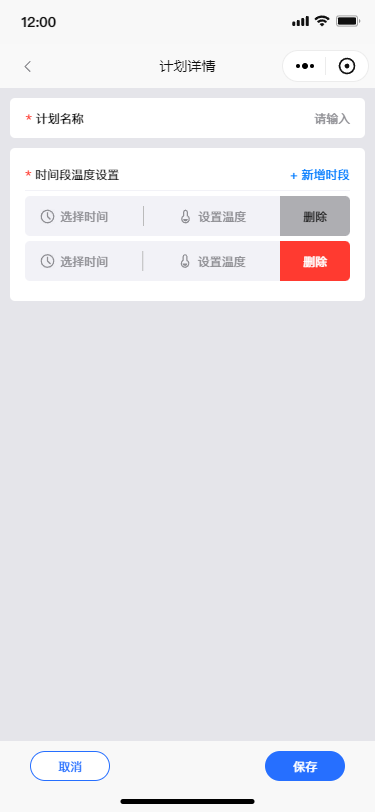 12:00
计划详情
* 计划名称 请输入
* 时间段温度设置 + 新增时段
选择时间 设置温度 删除
选择时间 设置温度 删除
取消 保存